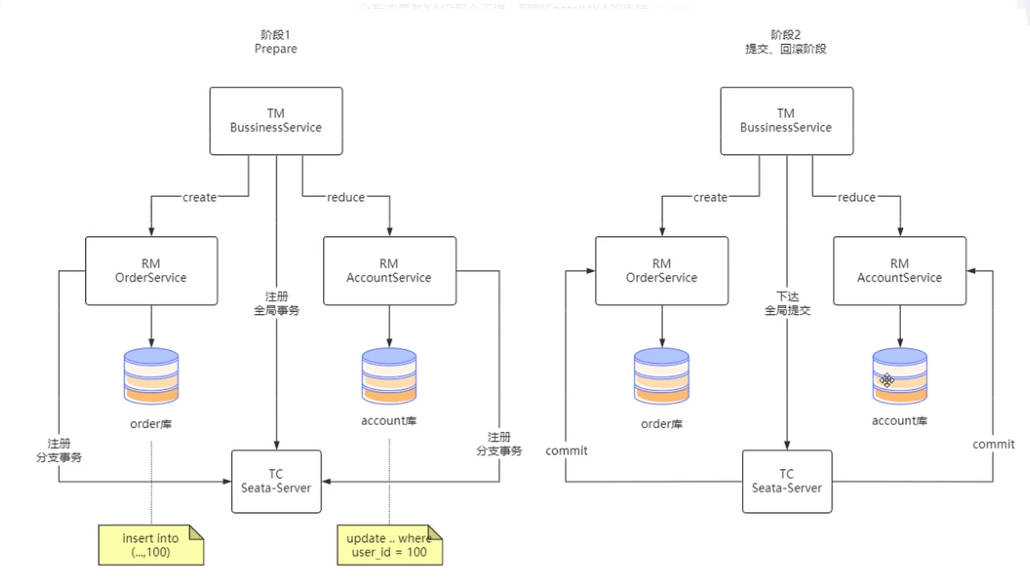 阶段1
Prepare
TM
BussinessService
create
reduce
RM
OrderService
RM
AccountService
注册
全局事务
order库
account库
注册
分支事务
注册
分支事务
TC
Seata-Server
insert into
(...,100)
update .. where
user_id = 100
阶段2
提交、回滚阶段
TM
BussinessService
create
reduce
RM
OrderService
RM
AccountService
下达
全局提交
order库
account库
commit
commit
TC
Seata-Server